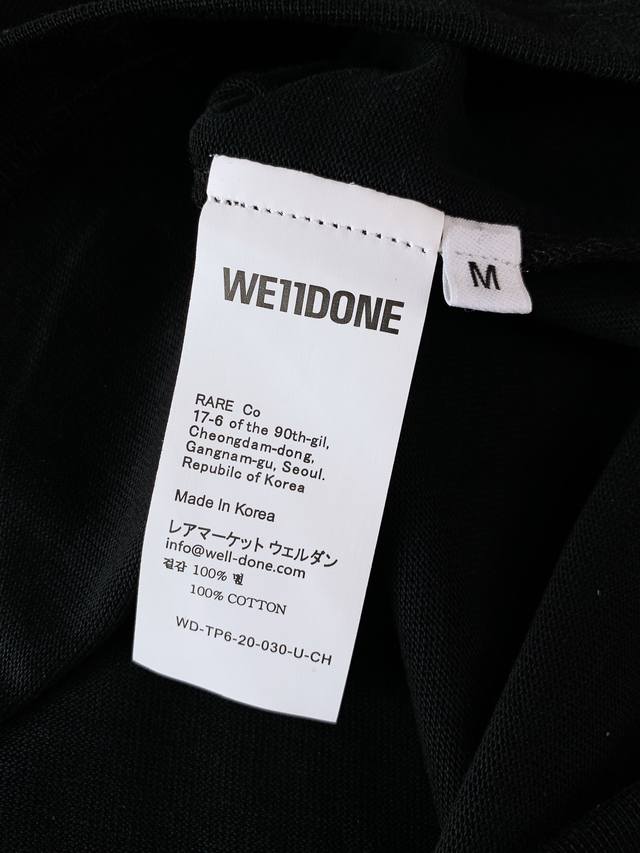 WE11DONE
M
RARE Co
17-6 of the 90th-gil,
Cheongdam-dong,
Gangnam-gu, Seoul.
Republic of Korea
Made In Korea
レアマーケット ウェルダン
info@well-done.com
겉감 100% 면
100% COTTON
WD-TP6-20-030-U-CH